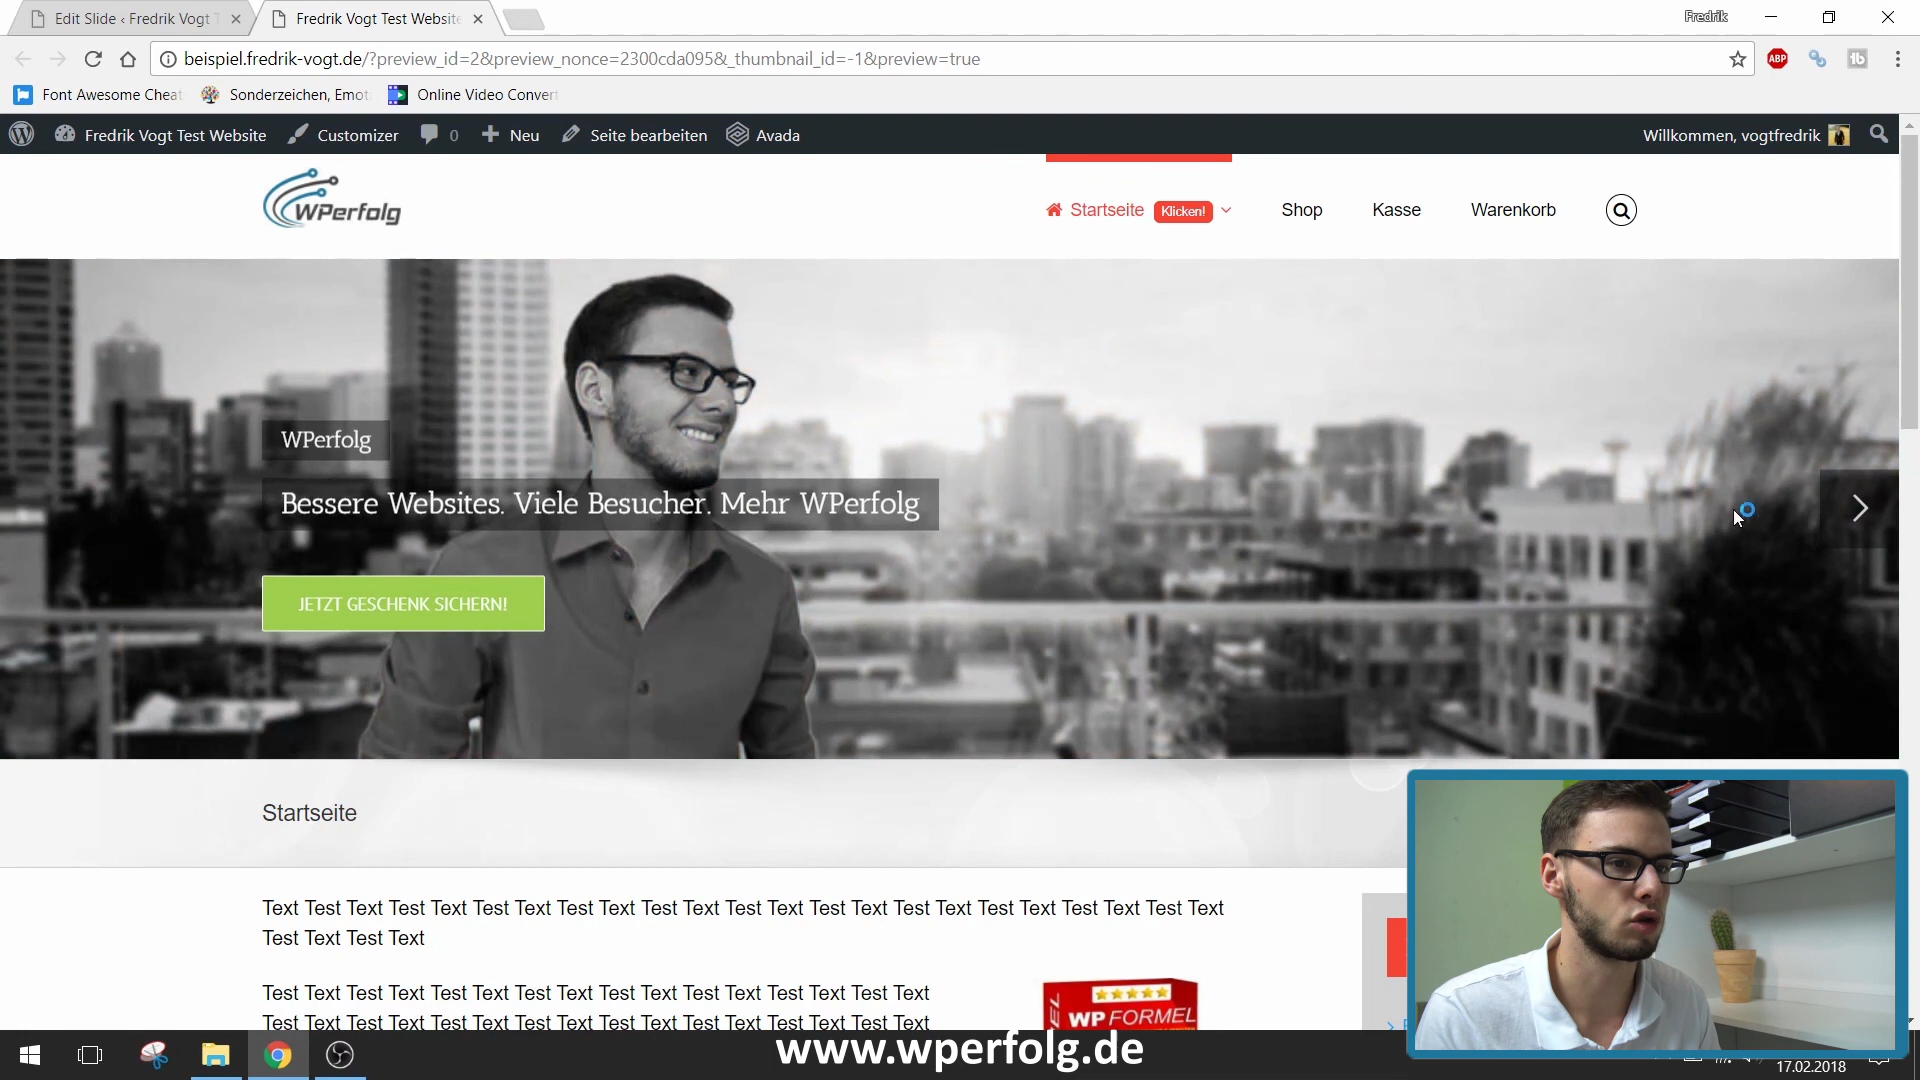 Edit Slide ‹ Fredrik Vogt T
Fredrik Vogt Test Website
Fredrik
beispiel.fredrik-vogt.de/?preview_id=2&preview_nonce=2300cda095&_thumbnail_id=-1&preview=true
ABP
Font Awesome Cheat
Sonderzeichen, Emot
Online Video Convert
Fredrik Vogt Test Website
Customizer
0
Neu
Seite bearbeiten
Avada
Willkommen, vogtfredrik
WPerfolg
Startseite
Klicken!
Shop
Kasse
Warenkorb
WPerfolg
Bessere Websites. Viele Besucher. Mehr WPerfolg
JETZT GESCHENK SICHERN!
Startseite
Text Test Text Test Text Test Text Test Text Test Text Test Text Test Text Test Text Test Text Test Text Test Text
Test Text Test Text
Test Text Test Text Test Text Test Text Test Text Test Text Test Text Test Text
Test Text Test Text Test Text Test Text Test Text Test Text Test Text Test Text
WP FORMEL
www.wperfolg.de
17.02.2018